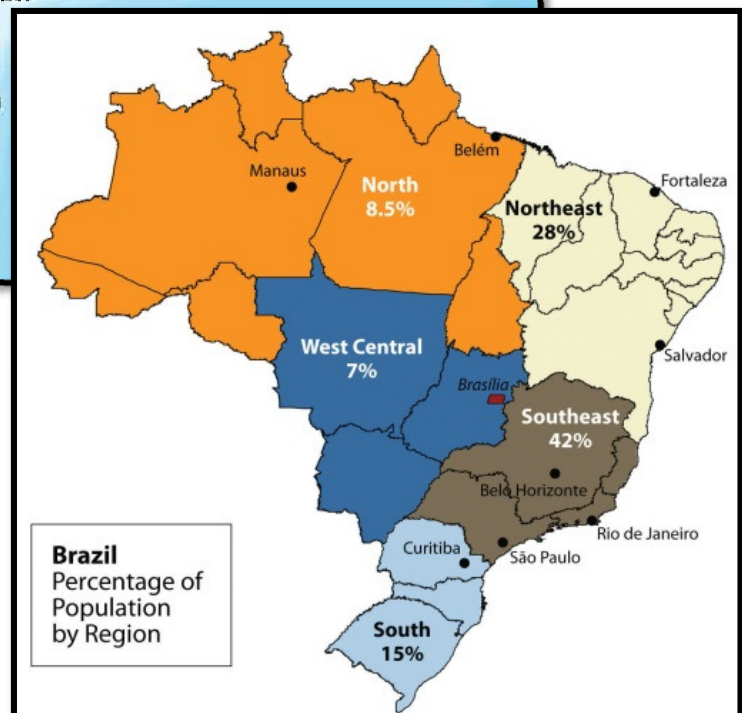 Belém
Manaus
Fortaleza
North
8.5%
Northeast
28%
West Central
7%
Salvador
Brasília
Southeast
42%
Belo Horizonte
Rio de Janeiro
Curitiba
São Paulo
Brazil
Percentage of
Population
by Region
South
15%